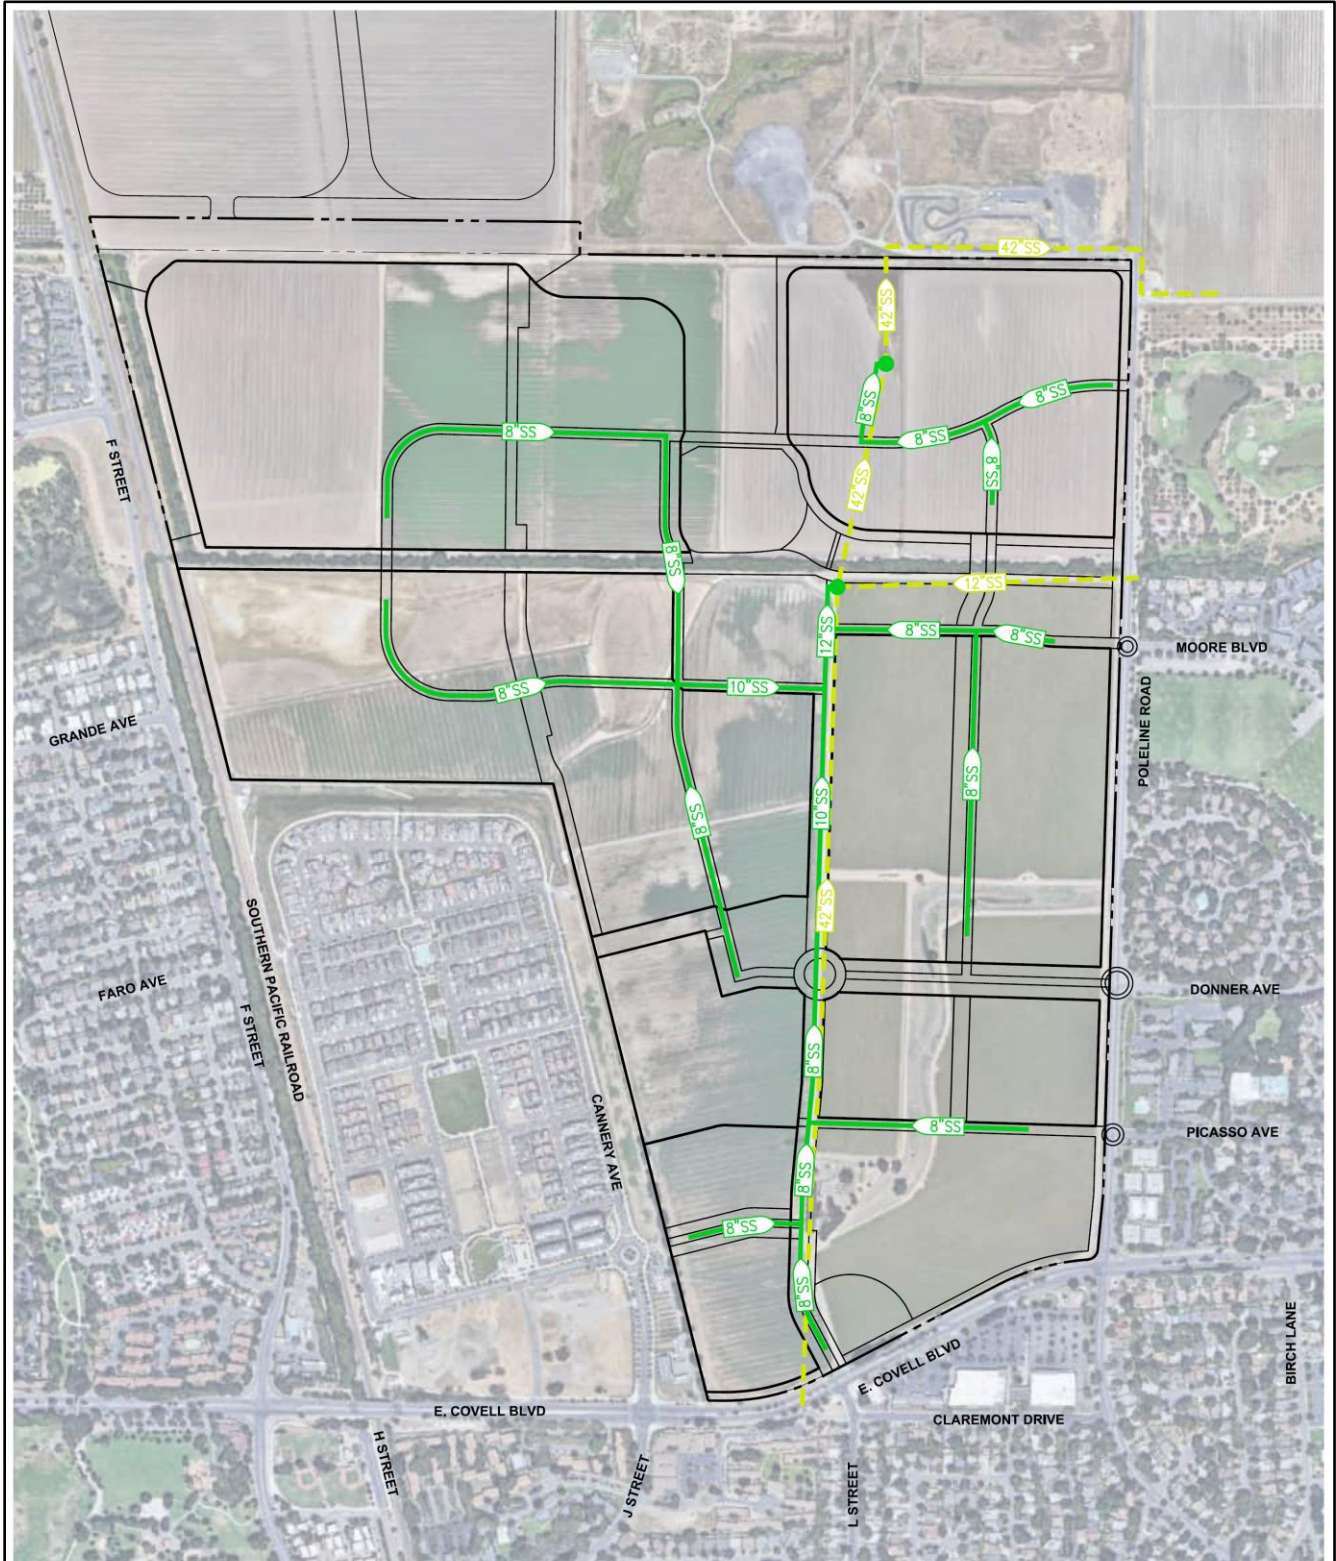 42"SS
42"SS
8"SS
8"SS
8"SS
8"SS
8"SS
42"SS
F STREET
8"SS
12"SS
12"SS
8"SS
8"SS
MOORE BLVD
8"SS
10"SS
GRANDE AVE
POLELINE ROAD
8"SS
10"SS
8"SS
42"SS
SOUTHERN PACIFIC RAILROAD
FARO AVE
DONNER AVE
F STREET
8"SS
CANNERY AVE
8"SS
PICASSO AVE
8"SS
8"SS
8"SS
BIRCH LANE
E. COVELL BLVD
E. COVELL BLVD
CLAREMONT DRIVE
H STREET
J STREET
L STREET